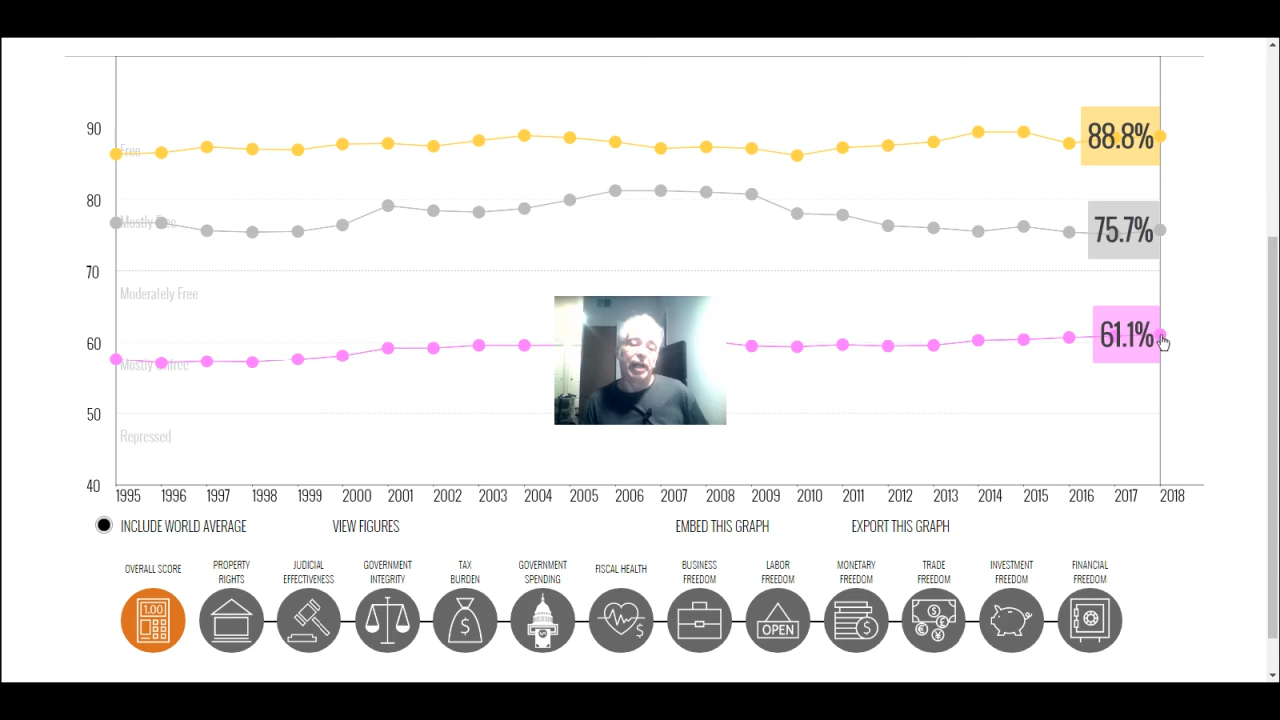 90
Free
88.8%
80
Mostly Free
75.7%
70
Moderately Free
60
61.1%
Mostly Unfree
50
Repressed
40
1995 1996 1997 1998 1999 2000 2001 2002 2003 2004 2005 2006 2007 2008 2009 2010 2011 2012 2013 2014 2015 2016 2017 2018
INCLUDE WORLD AVERAGE VIEW FIGURES EMBED THIS GRAPH EXPORT THIS GRAPH
OVERALL SCORE
PROPERTY
RIGHTS
JUDICIAL
EFFECTIVENESS
GOVERNMENT
INTEGRITY
TAX
BURDEN
GOVERNMENT
SPENDING
FISCAL HEALTH
BUSINESS
FREEDOM
LABOR
FREEDOM
MONETARY
FREEDOM
TRADE
FREEDOM
INVESTMENT
FREEDOM
FINANCIAL
FREEDOM
1.00
$
$
$
OPEN
$
$
€
£
¥